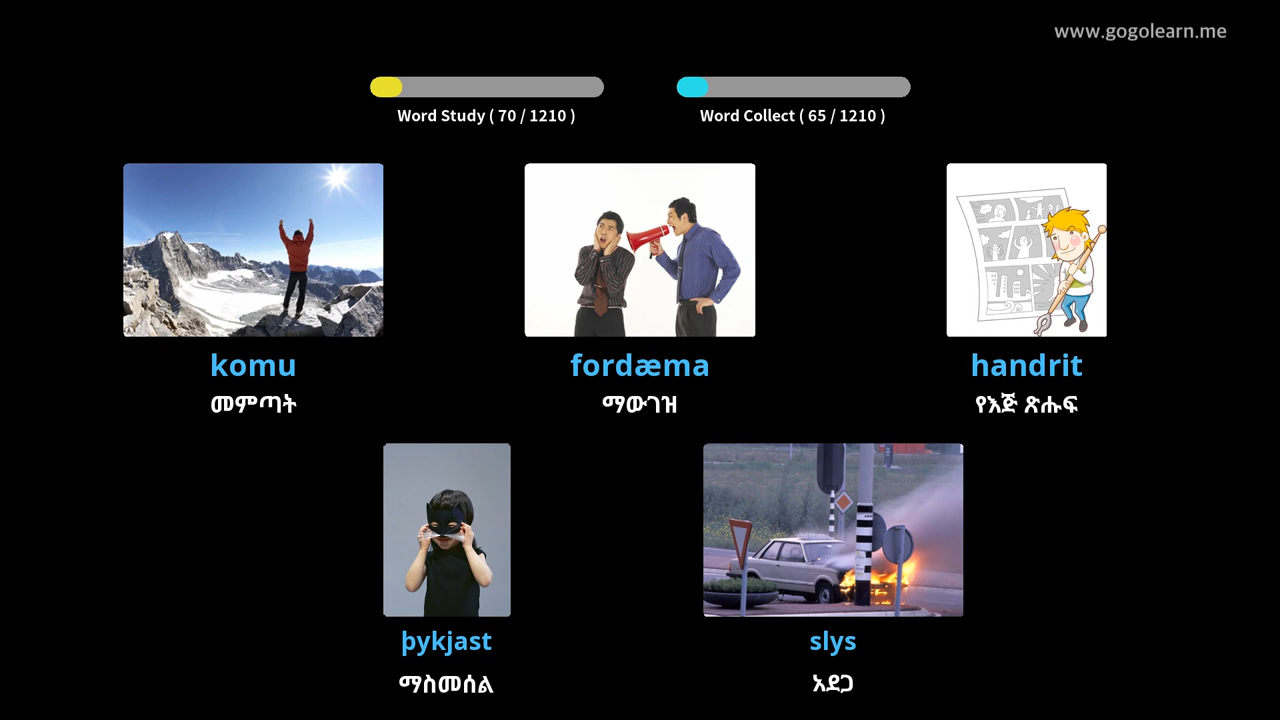 www.gogolearn.me
Word Study ( 70 / 1210 )
Word Collect ( 65 / 1210 )
komu
fordæma
handrit
መምጣት
ማውገዝ
የእጅ ጽሑፍ
þykjast
slys
ማስመሰል
አደጋ